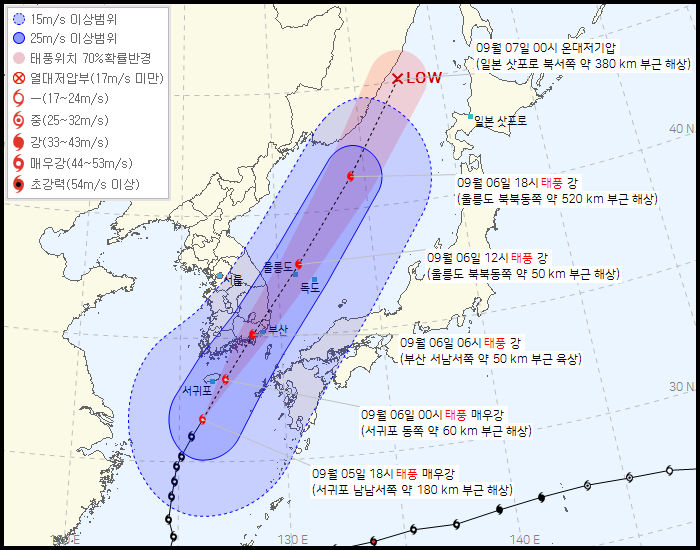 15m/s 이상범위
25m/s 이상범위
태풍위치 70%확률반경
열대저압부(17m/s 미만)
—(17~24m/s)
중(25~32m/s)
강(33~43m/s)
매우강(44~53m/s)
초강력(54m/s 이상)
09월 07일 00시 온대저기압
(일본 삿포로 북서쪽 약 380 km 부근 해상)
LOW
일본 삿포로
40 N
09월 06일 18시 태풍 강
(울릉도 북북동쪽 약 520 km 부근 해상)
09월 06일 12시 태풍 강
(울릉도 북북동쪽 약 50 km 부근 해상)
울릉도
서울
독도
부산
09월 06일 06시 태풍 강
(부산 서남서쪽 약 50 km 부근 육상)
서귀포
30 N
09월 06일 00시 태풍 매우강
(서귀포 동쪽 약 60 km 부근 해상)
09월 05일 18시 태풍 매우강
(서귀포 남남서쪽 약 180 km 부근 해상)
120 E
130 E
140 E